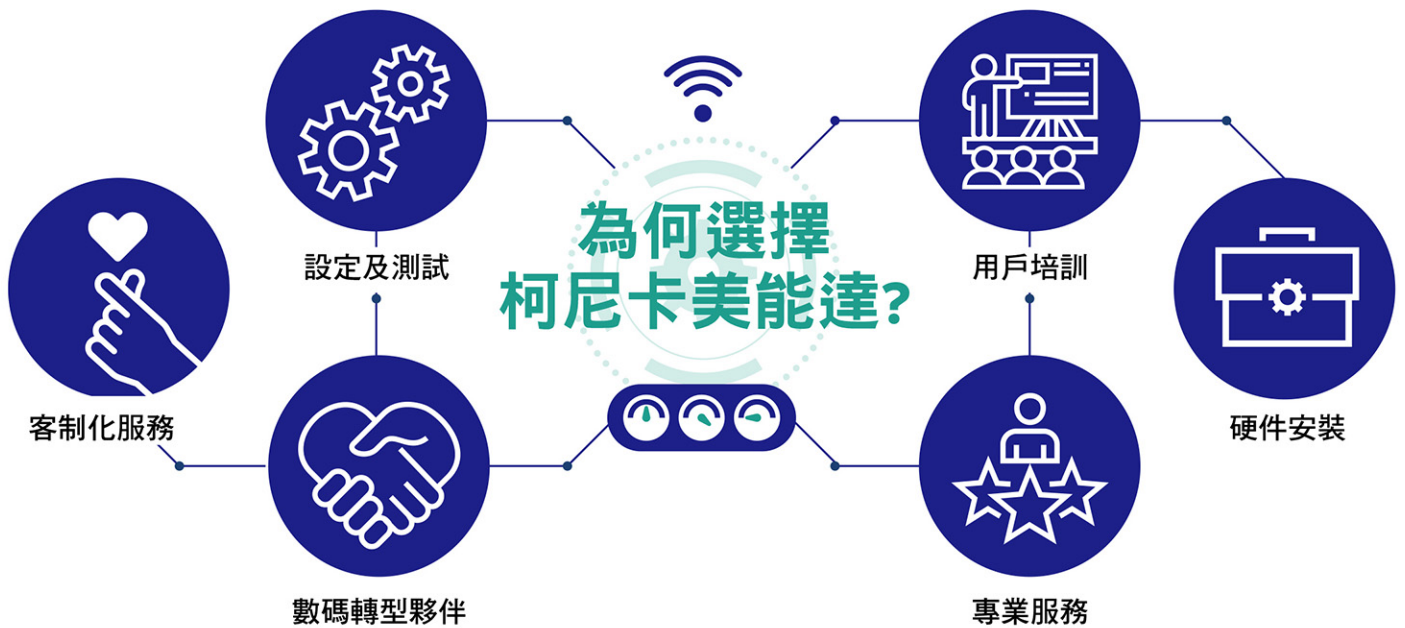 為何選擇
柯尼卡美能達?
設定及測試
用戶培訓
客制化服務
硬件安裝
數碼轉型夥伴
專業服務